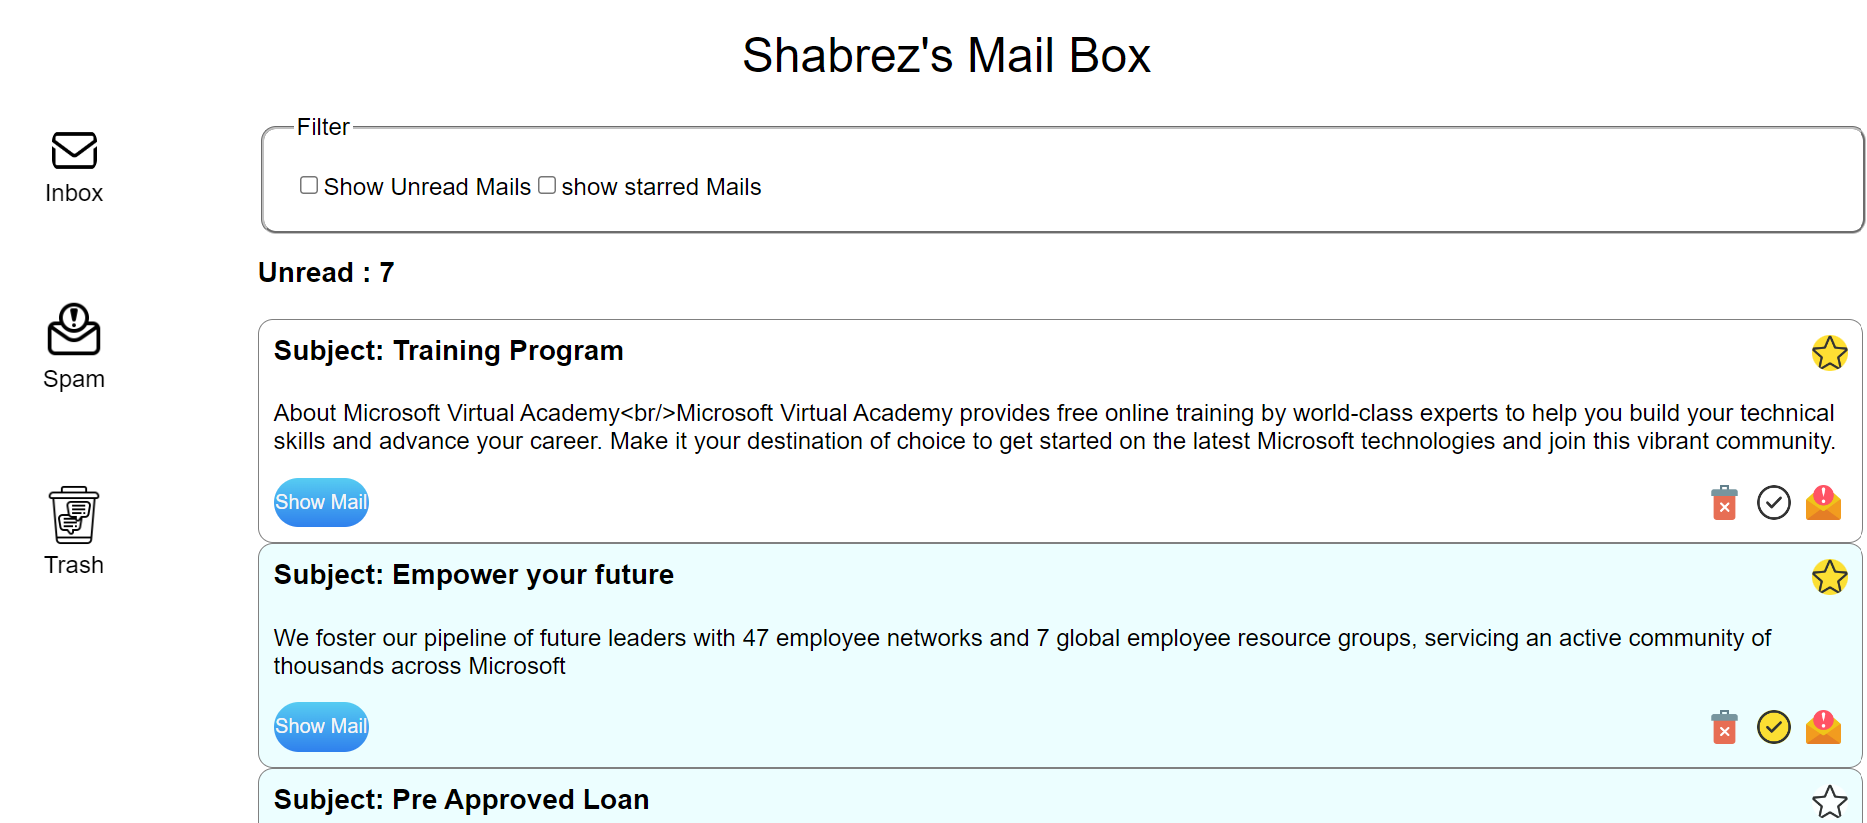 Shabrez's Mail Box
Inbox
Spam
Trash
Filter
Show Unread Mails show starred Mails
Unread : 7
Subject: Training Program
About Microsoft Virtual Academy<br/>Microsoft Virtual Academy provides free online training by world-class experts to help you build your technical
skills and advance your career. Make it your destination of choice to get started on the latest Microsoft technologies and join this vibrant community.
Show Mail
Subject: Empower your future
We foster our pipeline of future leaders with 47 employee networks and 7 global employee resource groups, servicing an active community of
thousands across Microsoft
Show Mail
Subject: Pre Approved Loan